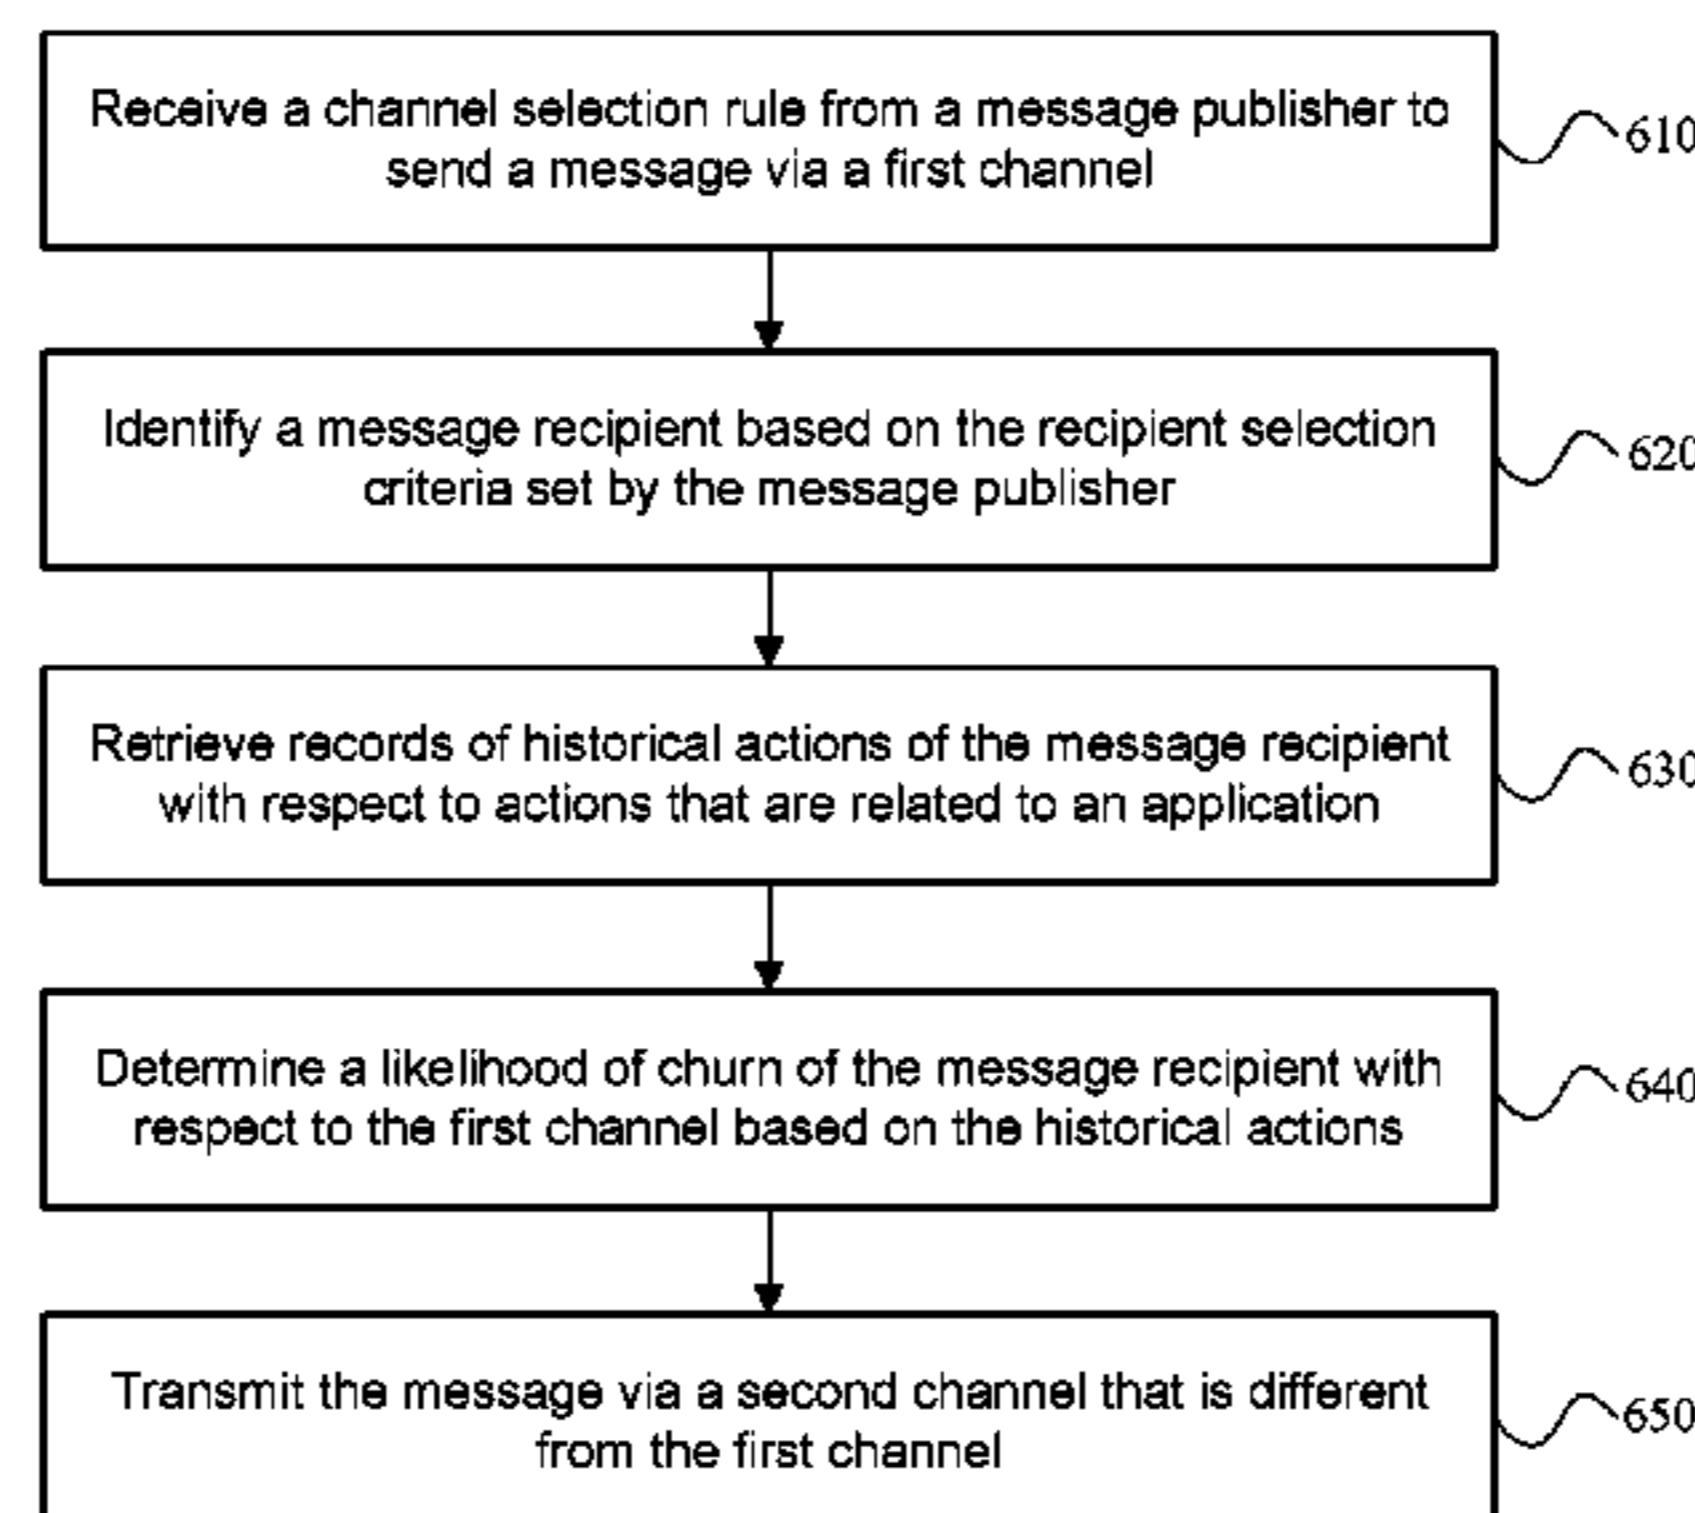 Receive a channel selection rule from a message publisher to
send a message via a first channel
610
Identify a message recipient based on the recipient selection
criteria set by the message publisher
620
Retrieve records of historical actions of the message recipient
with respect to actions that are related to an application
630
Determine a likelihood of churn of the message recipient with
respect to the first channel based on the historical actions
640
Transmit the message via a second channel that is different
from the first channel
650